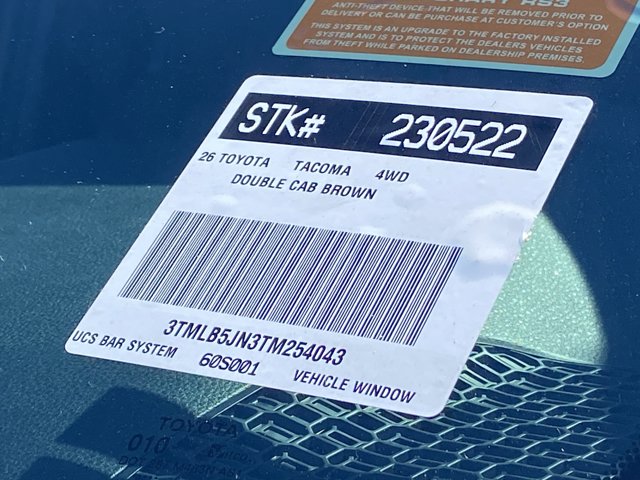 ANTI-THEFT DEVICE THAT WILL BE REMOVED PRIOR TO
DELIVERY OR CAN BE PURCHASE AT CUSTOMER'S OPTION
THIS SYSTEM IS AN UPGRADE TO THE FACTORY INSTALLED
SYSTEM AND IS TO PROTECT THE DEALERS VEHICLES
FROM THEFT WHILE PARKED ON DEALERSHIP PREMISES.
STK# 230522
26 TOYOTA TACOMA 4WD
DOUBLE CAB BROWN
3TMLB5JN3TM254043
UCS BAR SYSTEM 60S001 VEHICLE WINDOW
TOYOTA
010